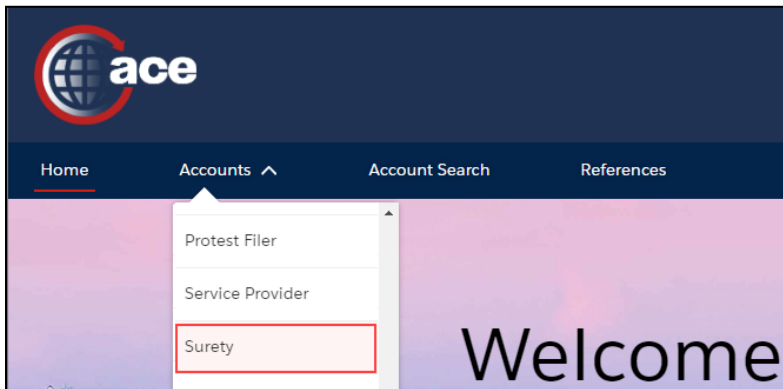 ace
Home Accounts Account Search References
Protest Filer
Service Provider
Surety
Welcome